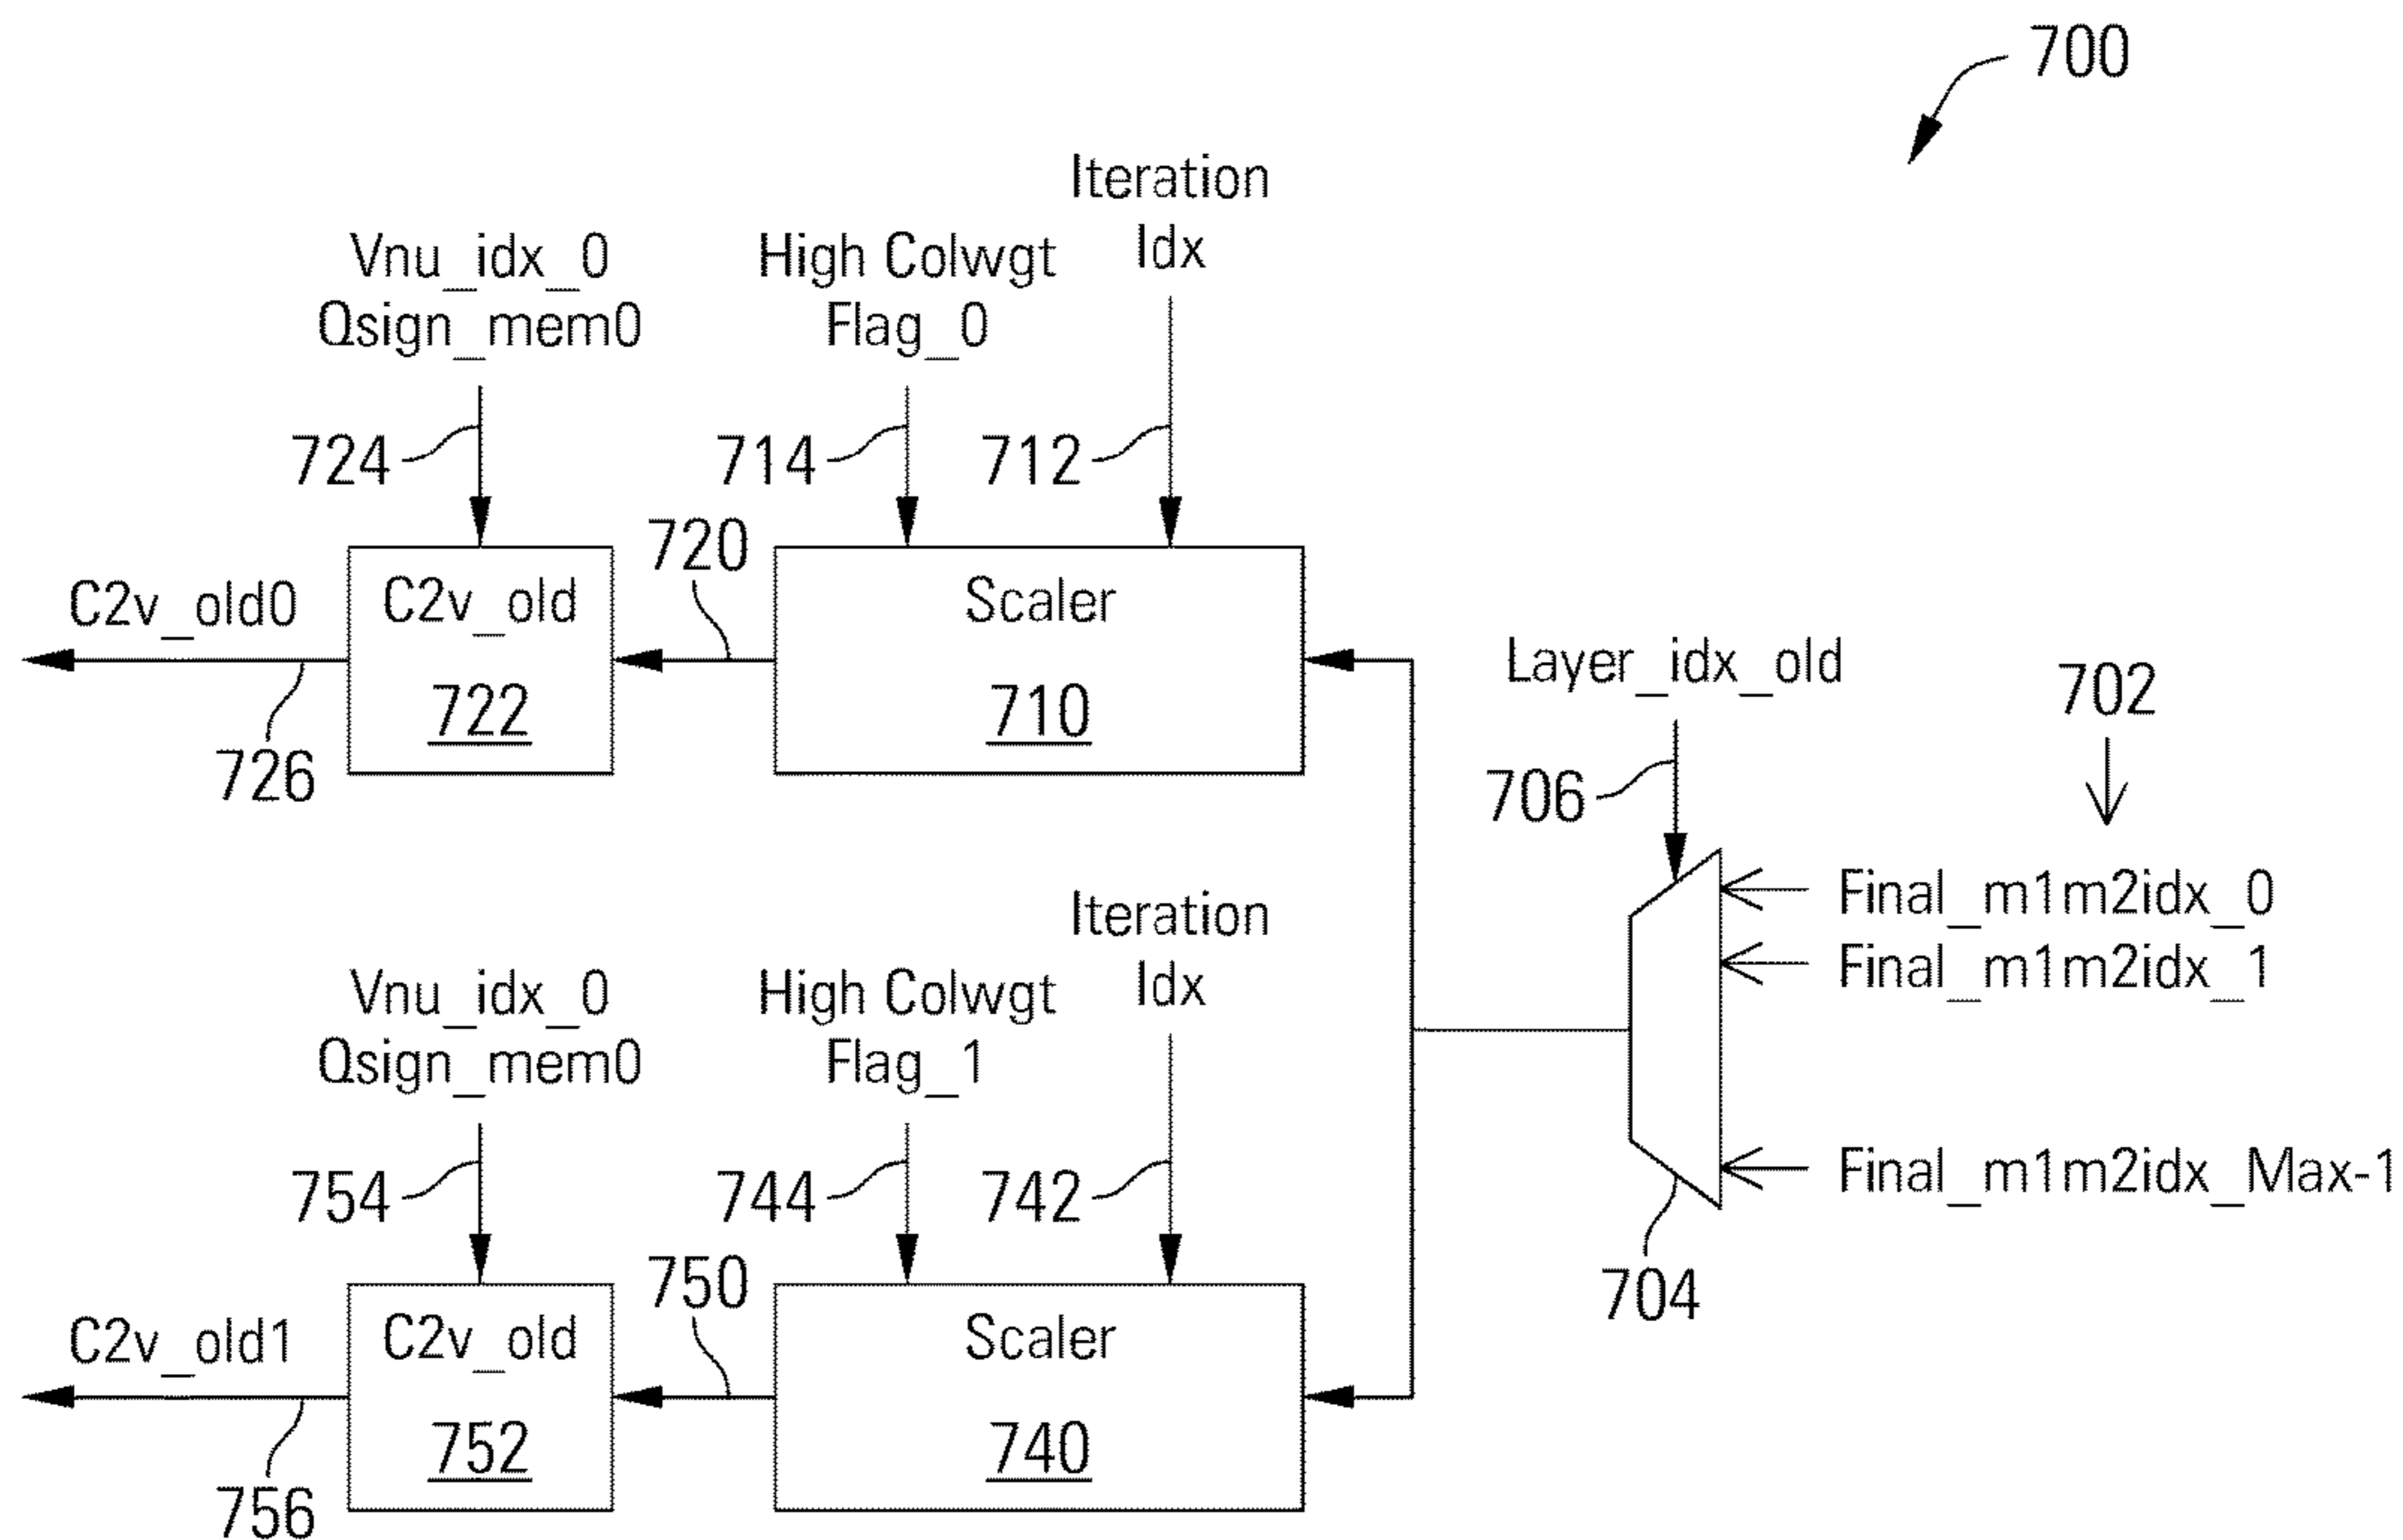 700
Iteration
Idx
Vnu_idx_0
Qsign_mem0
High Colwgt
Flag_0
724
714
712
720
C2v_old0
C2v_old
722
Scaler
710
726
Layer_idx_old
702
706
Final_m1m2idx_0
Final_m1m2idx_1
Final_m1m2idx_Max-1
704
Iteration
Idx
Vnu_idx_0
Qsign_mem0
High Colwgt
Flag_1
754
744
742
750
C2v_old1
C2v_old
752
Scaler
740
756